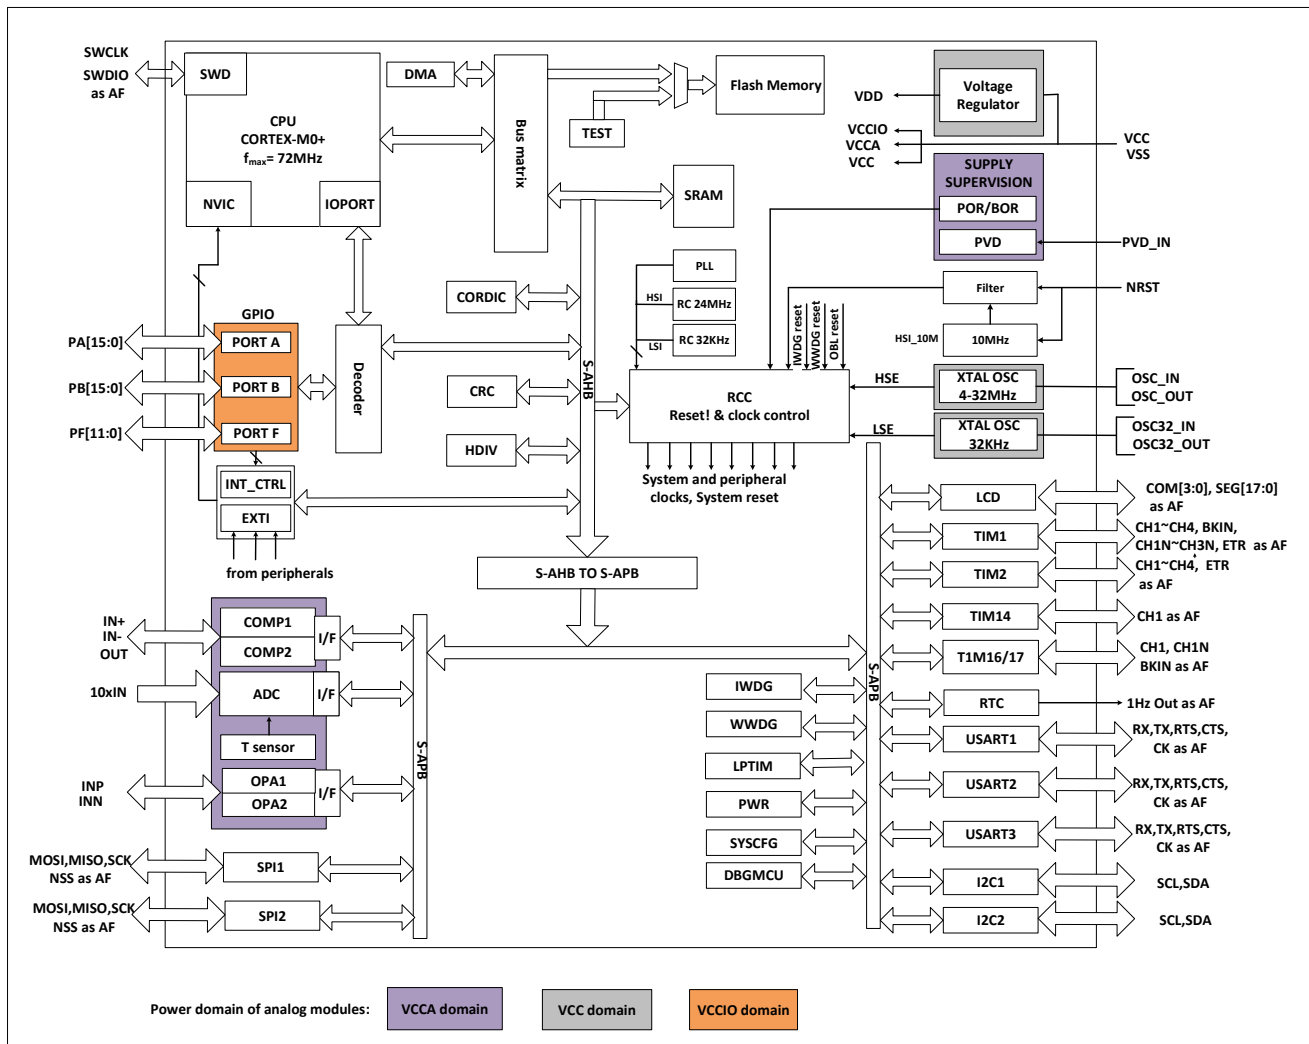 SWCLK
SWDIO
as AF
SWD
CPU
CORTEX-M0+
fmax= 72MHz
NVIC
IOPORT
DMA
Bus matrix
TEST
Flash Memory
SRAM
VDD
Voltage
Regulator
VCCIO
VCCA
VCC
VCC
VSS
SUPPLY
SUPERVISION
POR/BOR
PVD
PVD_IN
Filter
NRST
HSI_10M
10MHz
PLL
HSI
RC 24MHz
LSI
RC 32KHz
IWDG reset
WWDG reset
OBL reset
RCC
Reset! & clock control
HSE
XTAL OSC
4-32MHz
OSC_IN
OSC_OUT
LSE
XTAL OSC
32KHz
OSC32_IN
OSC32_OUT
System and peripheral
clocks, System reset
CORDIC
CRC
HDIV
S-AHB
GPIO
PA[15:0]
PORT A
PB[15:0]
PORT B
PF[11:0]
PORT F
Decoder
INT_CTRL
EXTI
from peripherals
S-AHB TO S-APB
IN+
IN-
OUT
COMP1
COMP2
I/F
10xIN
ADC
I/F
T sensor
INP
INN
OPA1
OPA2
I/F
MOSI,MISO,SCK
NSS as AF
SPI1
MOSI,MISO,SCK
NSS as AF
SPI2
S-APB
IWDG
WWDG
LPTIM
PWR
SYSCFG
DBGMCU
S-APB
LCD
COM[3:0], SEG[17:0]
as AF
TIM1
CH1~CH4, BKIN,
CH1N~CH3N, ETR as AF
TIM2
CH1~CH4, ETR
as AF
TIM14
CH1 as AF
T1M16/17
CH1, CH1N
BKIN as AF
RTC
1Hz Out as AF
USART1
RX,TX,RTS,CTS,
CK as AF
USART2
RX,TX,RTS,CTS,
CK as AF
USART3
RX,TX,RTS,CTS,
CK as AF
I2C1
SCL,SDA
I2C2
SCL,SDA
Power domain of analog modules:
VCCA domain
VCC domain
VCCIO domain